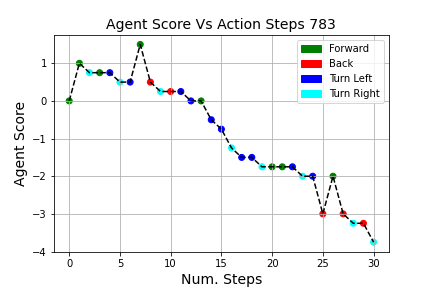 Agent Score Vs Action Steps 783
Forward
Back
Turn Left
Turn Right
Agent Score
1
0
−1
−2
−3
−4
0 5 10 15 20 25 30
Num. Steps